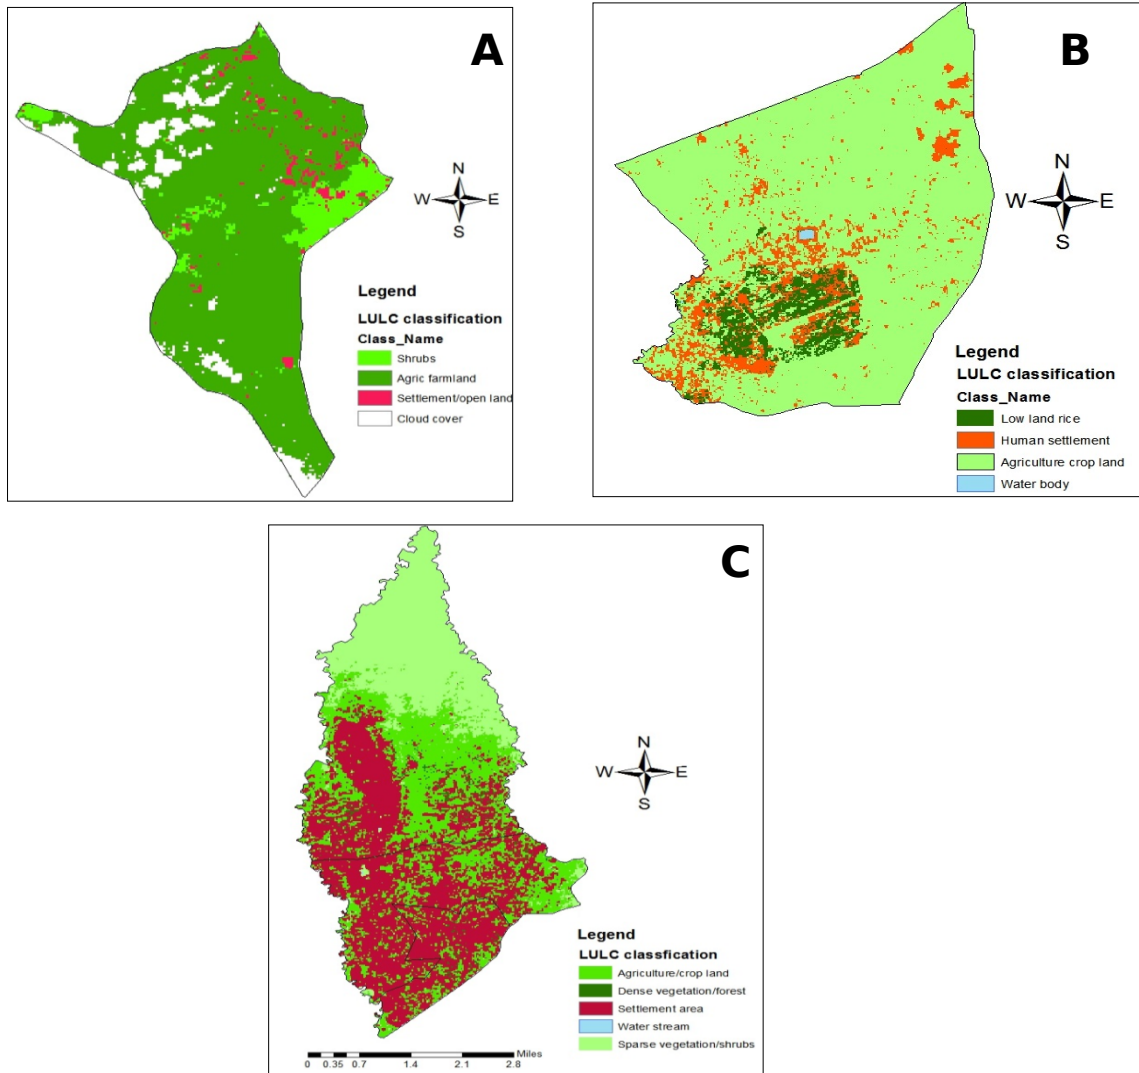 A
N
W E
S
Legend
LULC classification
Class_Name
Shrubs
Agric farmland
Settlement/open land
Cloud cover
B
N
W E
S
Legend
LULC classification
Class_Name
Low land rice
Human settlement
Agriculture crop land
Water body
C
N
W E
S
Legend
LULC classfication
Agriculture/crop land
Dense vegetation/forest
Settlement area
Water stream
Sparse vegetation/shrubs
Miles
0 0.35 0.7 1.4 2.1 2.8